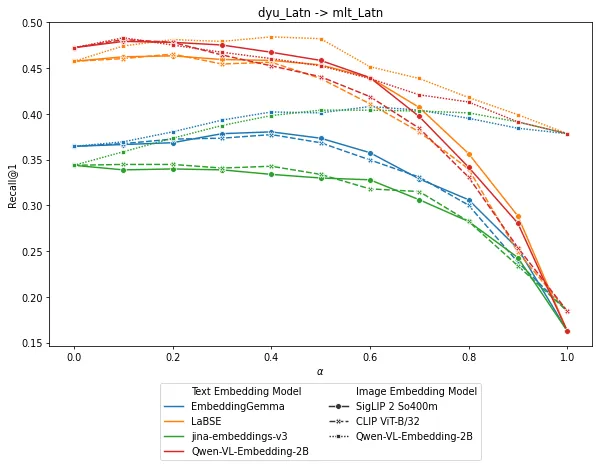 dyu_Latn -> mlt_Latn
Recall@1
0.50
0.45
0.40
0.35
0.30
0.25
0.20
0.15
0.0 0.2 0.4 0.6 0.8 1.0
α
Text Embedding Model Image Embedding Model
EmbeddingGemma SigLIP 2 So400m
LaBSE CLIP ViT-B/32
jina-embeddings-v3 Qwen-VL-Embedding-2B
Qwen-VL-Embedding-2B